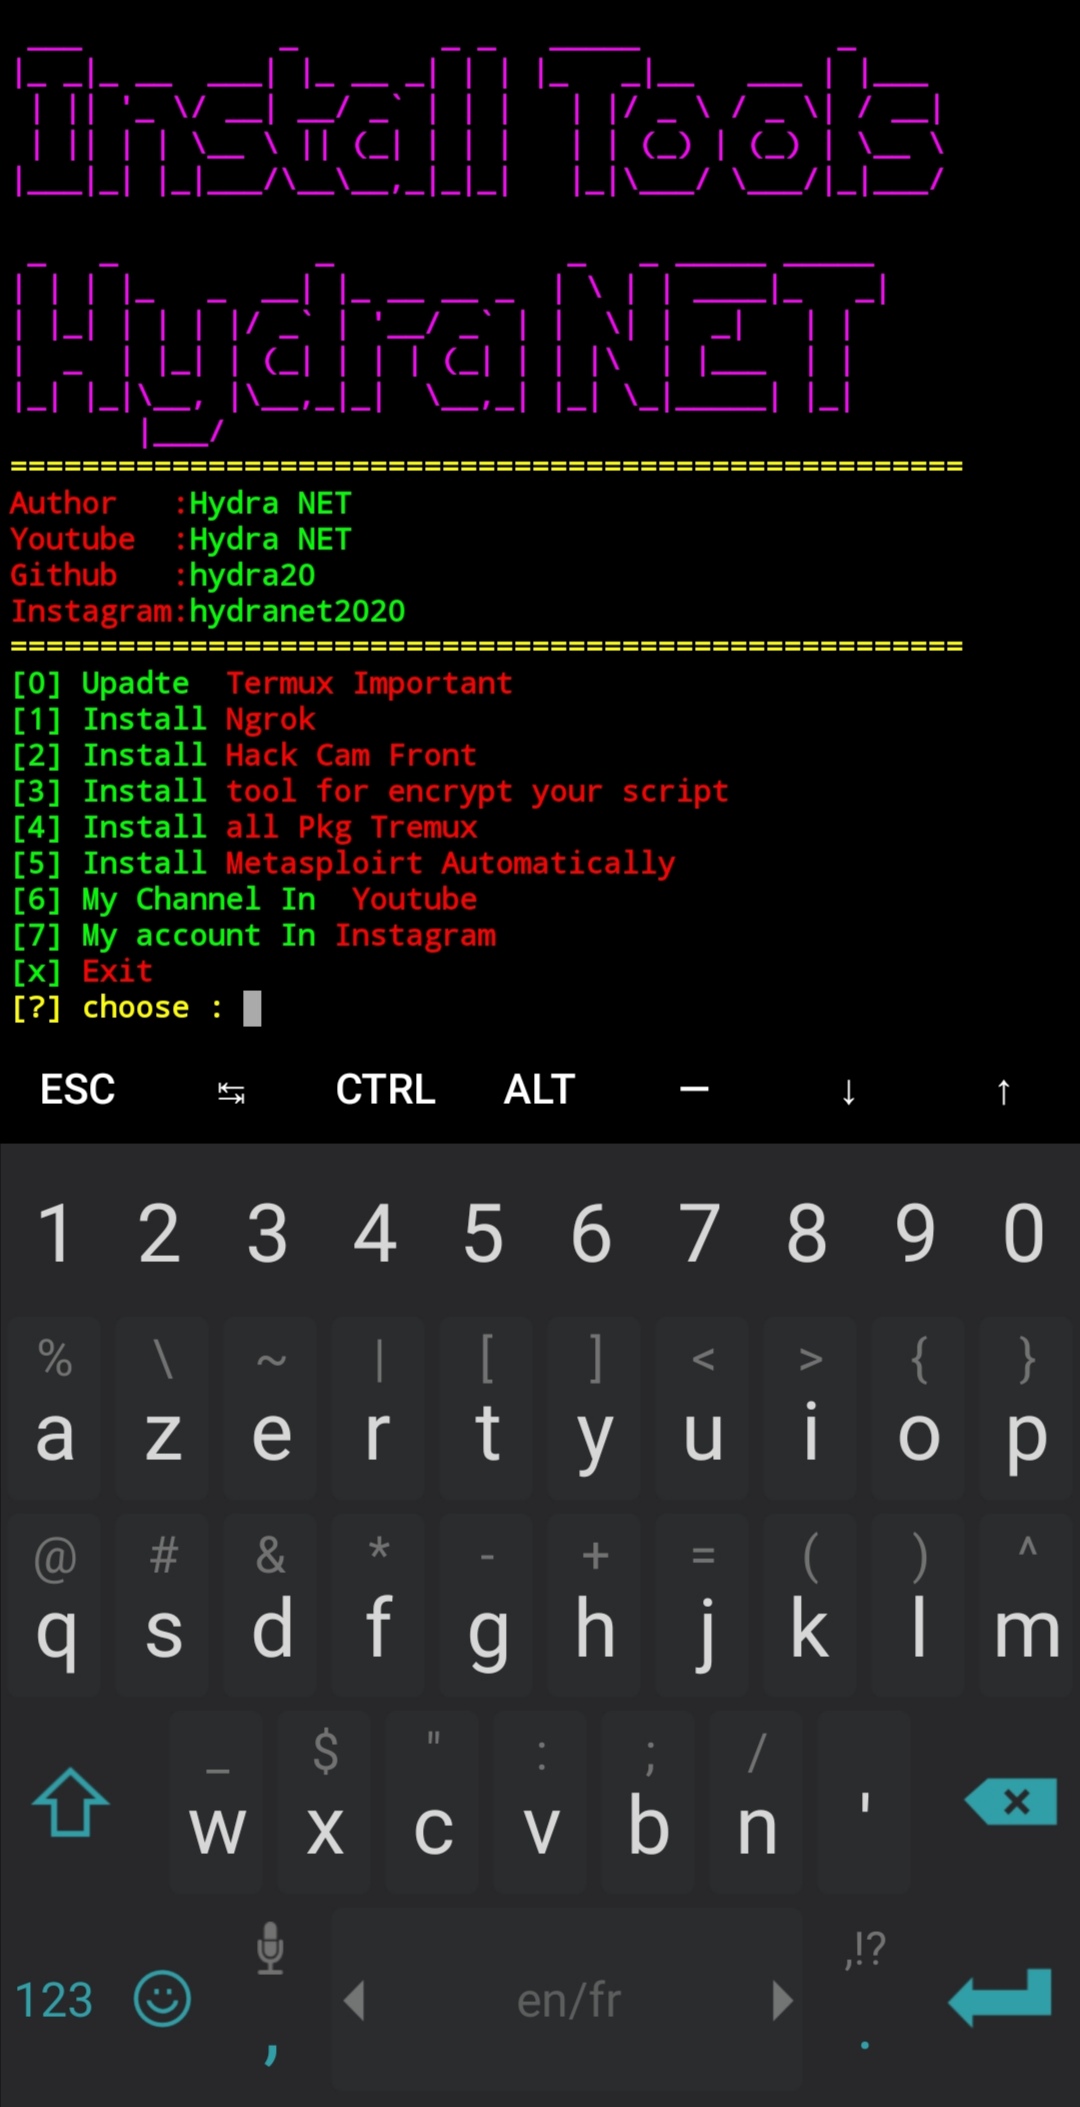 Install Tools
Hydra NET
=====================================================
Author   :Hydra NET
Youtube  :Hydra NET
Github   :hydra20
Instagram:hydranet2020
=====================================================
[0] Upadte  Termux Important
[1] Install Ngrok
[2] Install Hack Cam Front
[3] Install tool for encrypt your script
[4] Install all Pkg Tremux
[5] Install Metasploirt Automatically
[6] My Channel In  Youtube
[7] My account In Instagram
[x] Exit
[?] choose :
ESC ↹ CTRL ALT — ↓ ↑
1 2 3 4 5 6 7 8 9 0
% \ ~ | [ ] < > { }
a z e r t y u i o p
@ # & * - + = ( ) ^
q s d f g h j k l m
_ $ " : ; /
w x c v b n '
,!?
123 , en/fr .